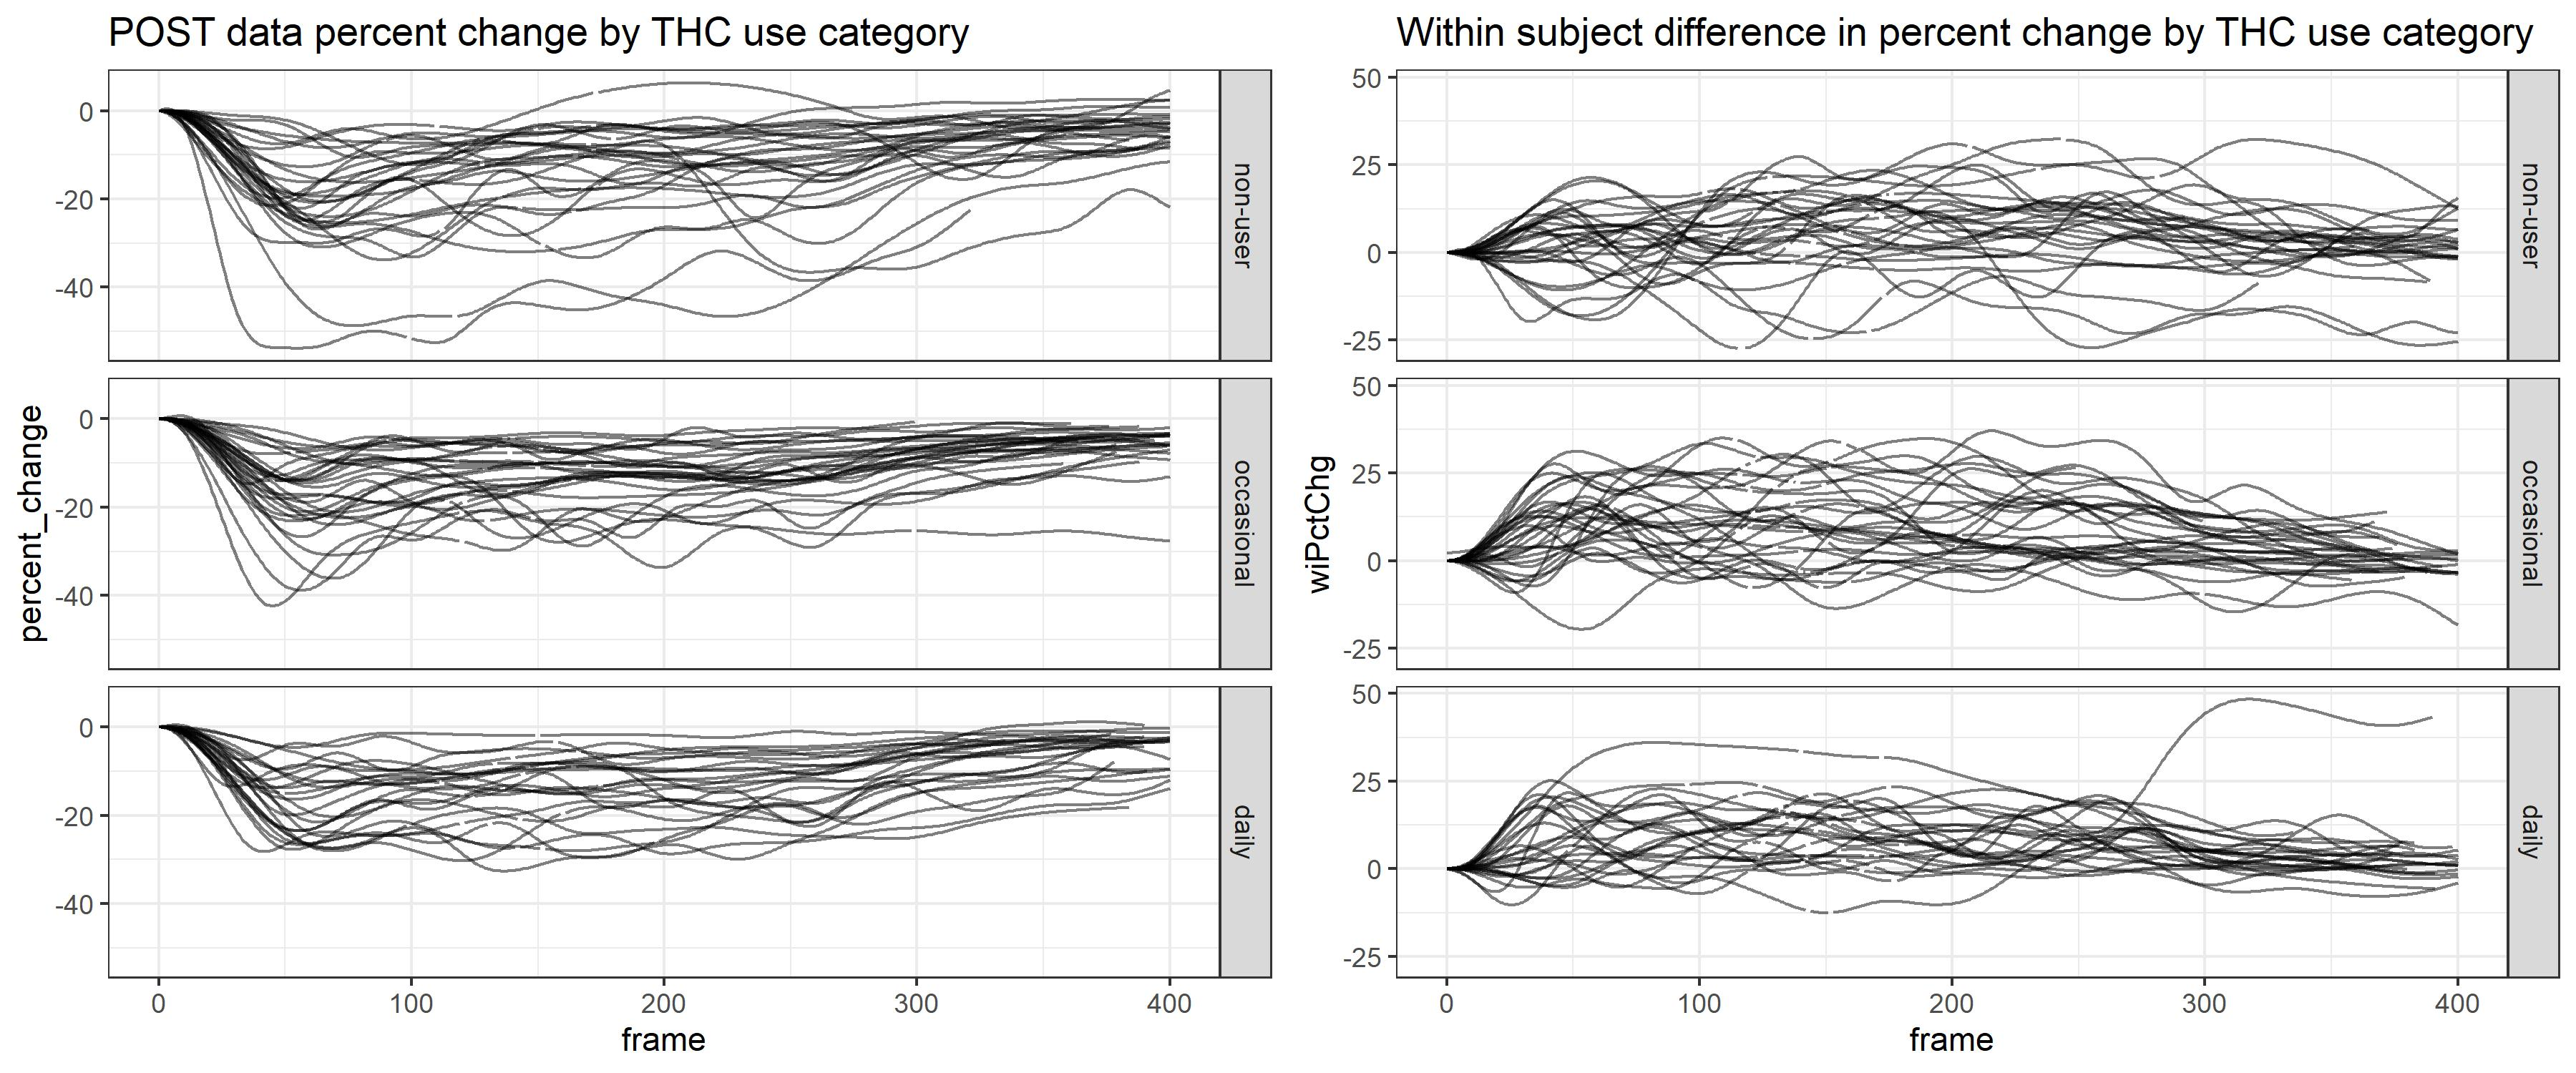 POST data percent change by THC use category
percent_change
0
-20
-40
non-user
0
-20
-40
occasional
0
-20
-40
daily
0 100 200 300 400
frame
Within subject difference in percent change by THC use category
wiPctChg
50
25
0
-25
non-user
50
25
0
-25
occasional
50
25
0
-25
daily
0 100 200 300 400
frame